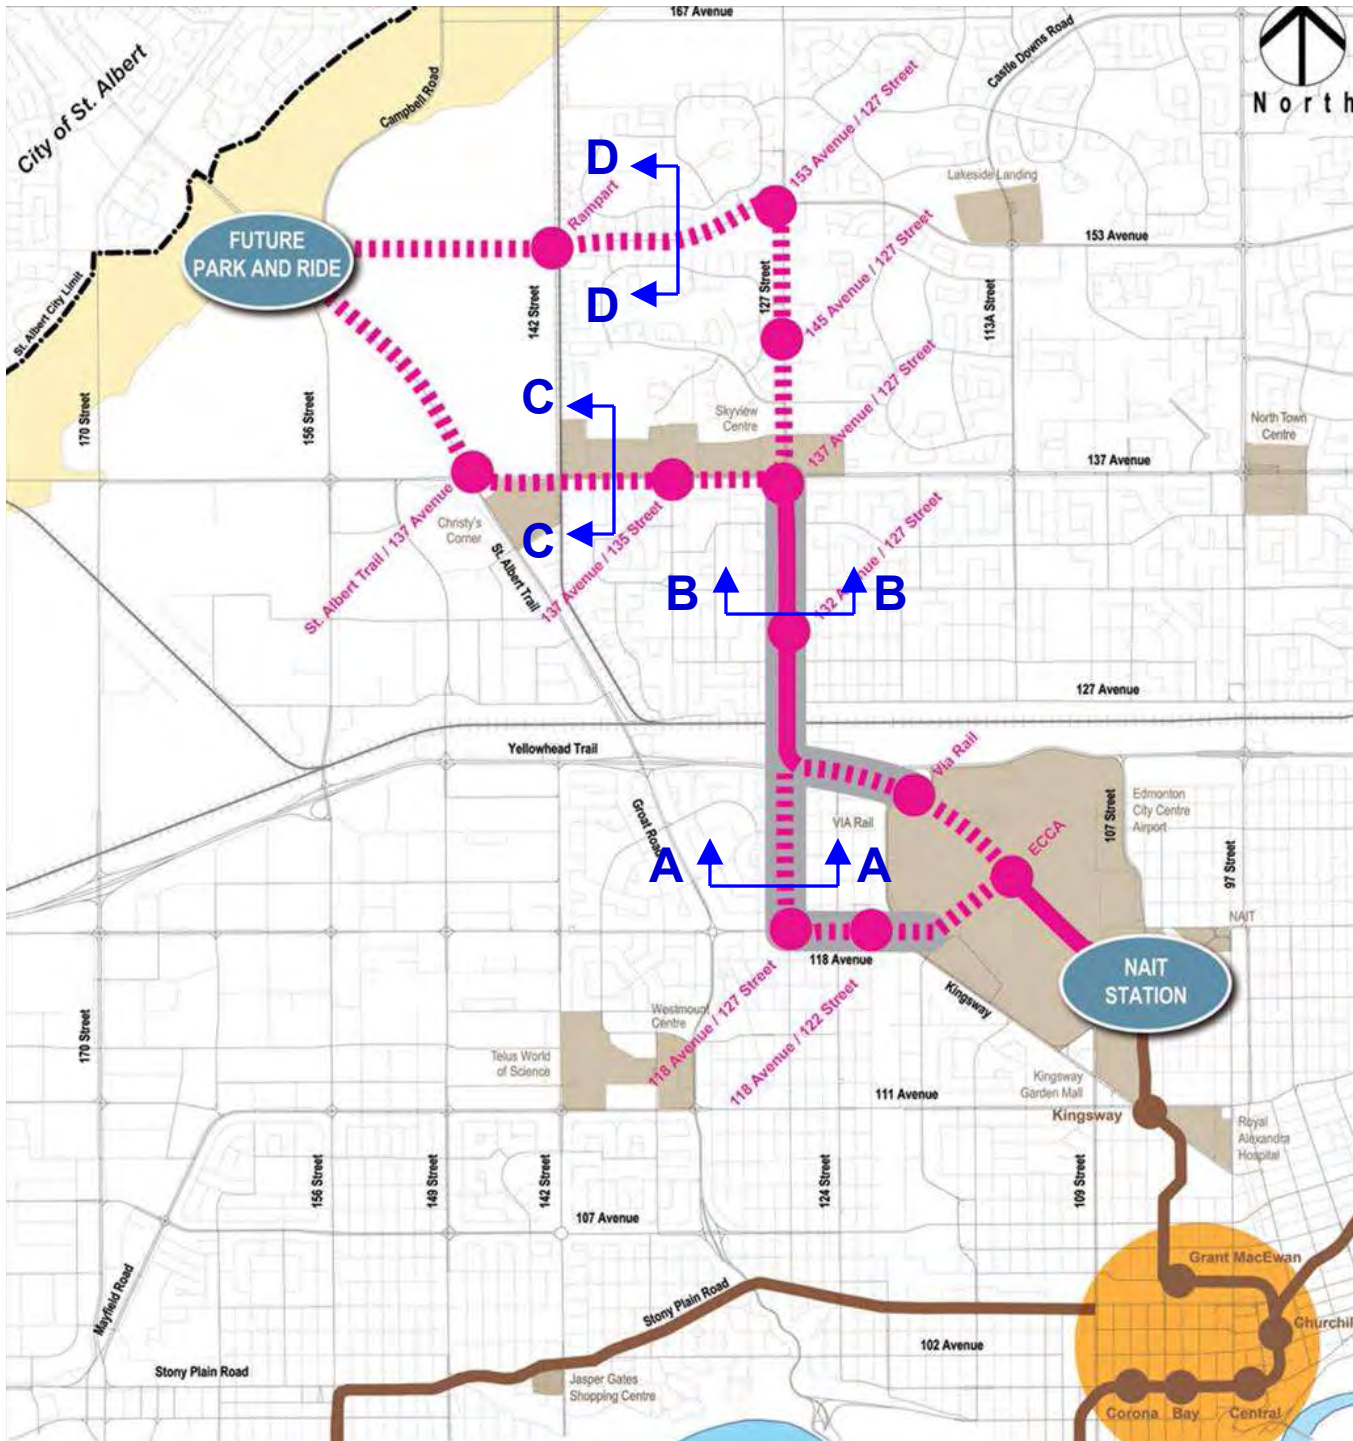 167 Avenue
City of St. Albert
Campbell Road
Castle Downs Road
North
153 Avenue / 127 Street
D
Rampart
Lakeside Landing
FUTURE
PARK AND RIDE
153 Avenue
145 Avenue / 127 Street
D
127 Street
142 Street
113A Street
St. Albert City Limit
170 Street
156 Street
C
Skyview
Centre
137 Avenue / 127 Street
North Town
Centre
137 Avenue
St. Albert Trail / 137 Avenue
Christy's
Corner
C
137 Avenue / 135 Street
St. Albert Trail
132 Avenue / 127 Street
B
B
127 Avenue
Yellowhead Trail
Via Rail
Groat Road
VIA Rail
107 Street
Edmonton
City Centre
Airport
ECCA
97 Street
A
A
NAIT
118 Avenue
NAIT
STATION
Kingsway
118 Avenue / 127 Street
118 Avenue / 122 Street
170 Street
Westmount
Centre
Telus World
of Science
Kingsway
Garden Mall
111 Avenue
Kingsway
Royal
Alexandra
Hospital
156 Street
149 Street
142 Street
124 Street
109 Street
107 Avenue
Mayfield Road
Grant MacEwan
Stony Plain Road
Churchil
102 Avenue
Stony Plain Road
Jasper Gates
Shopping Centre
Corona
Bay
Central